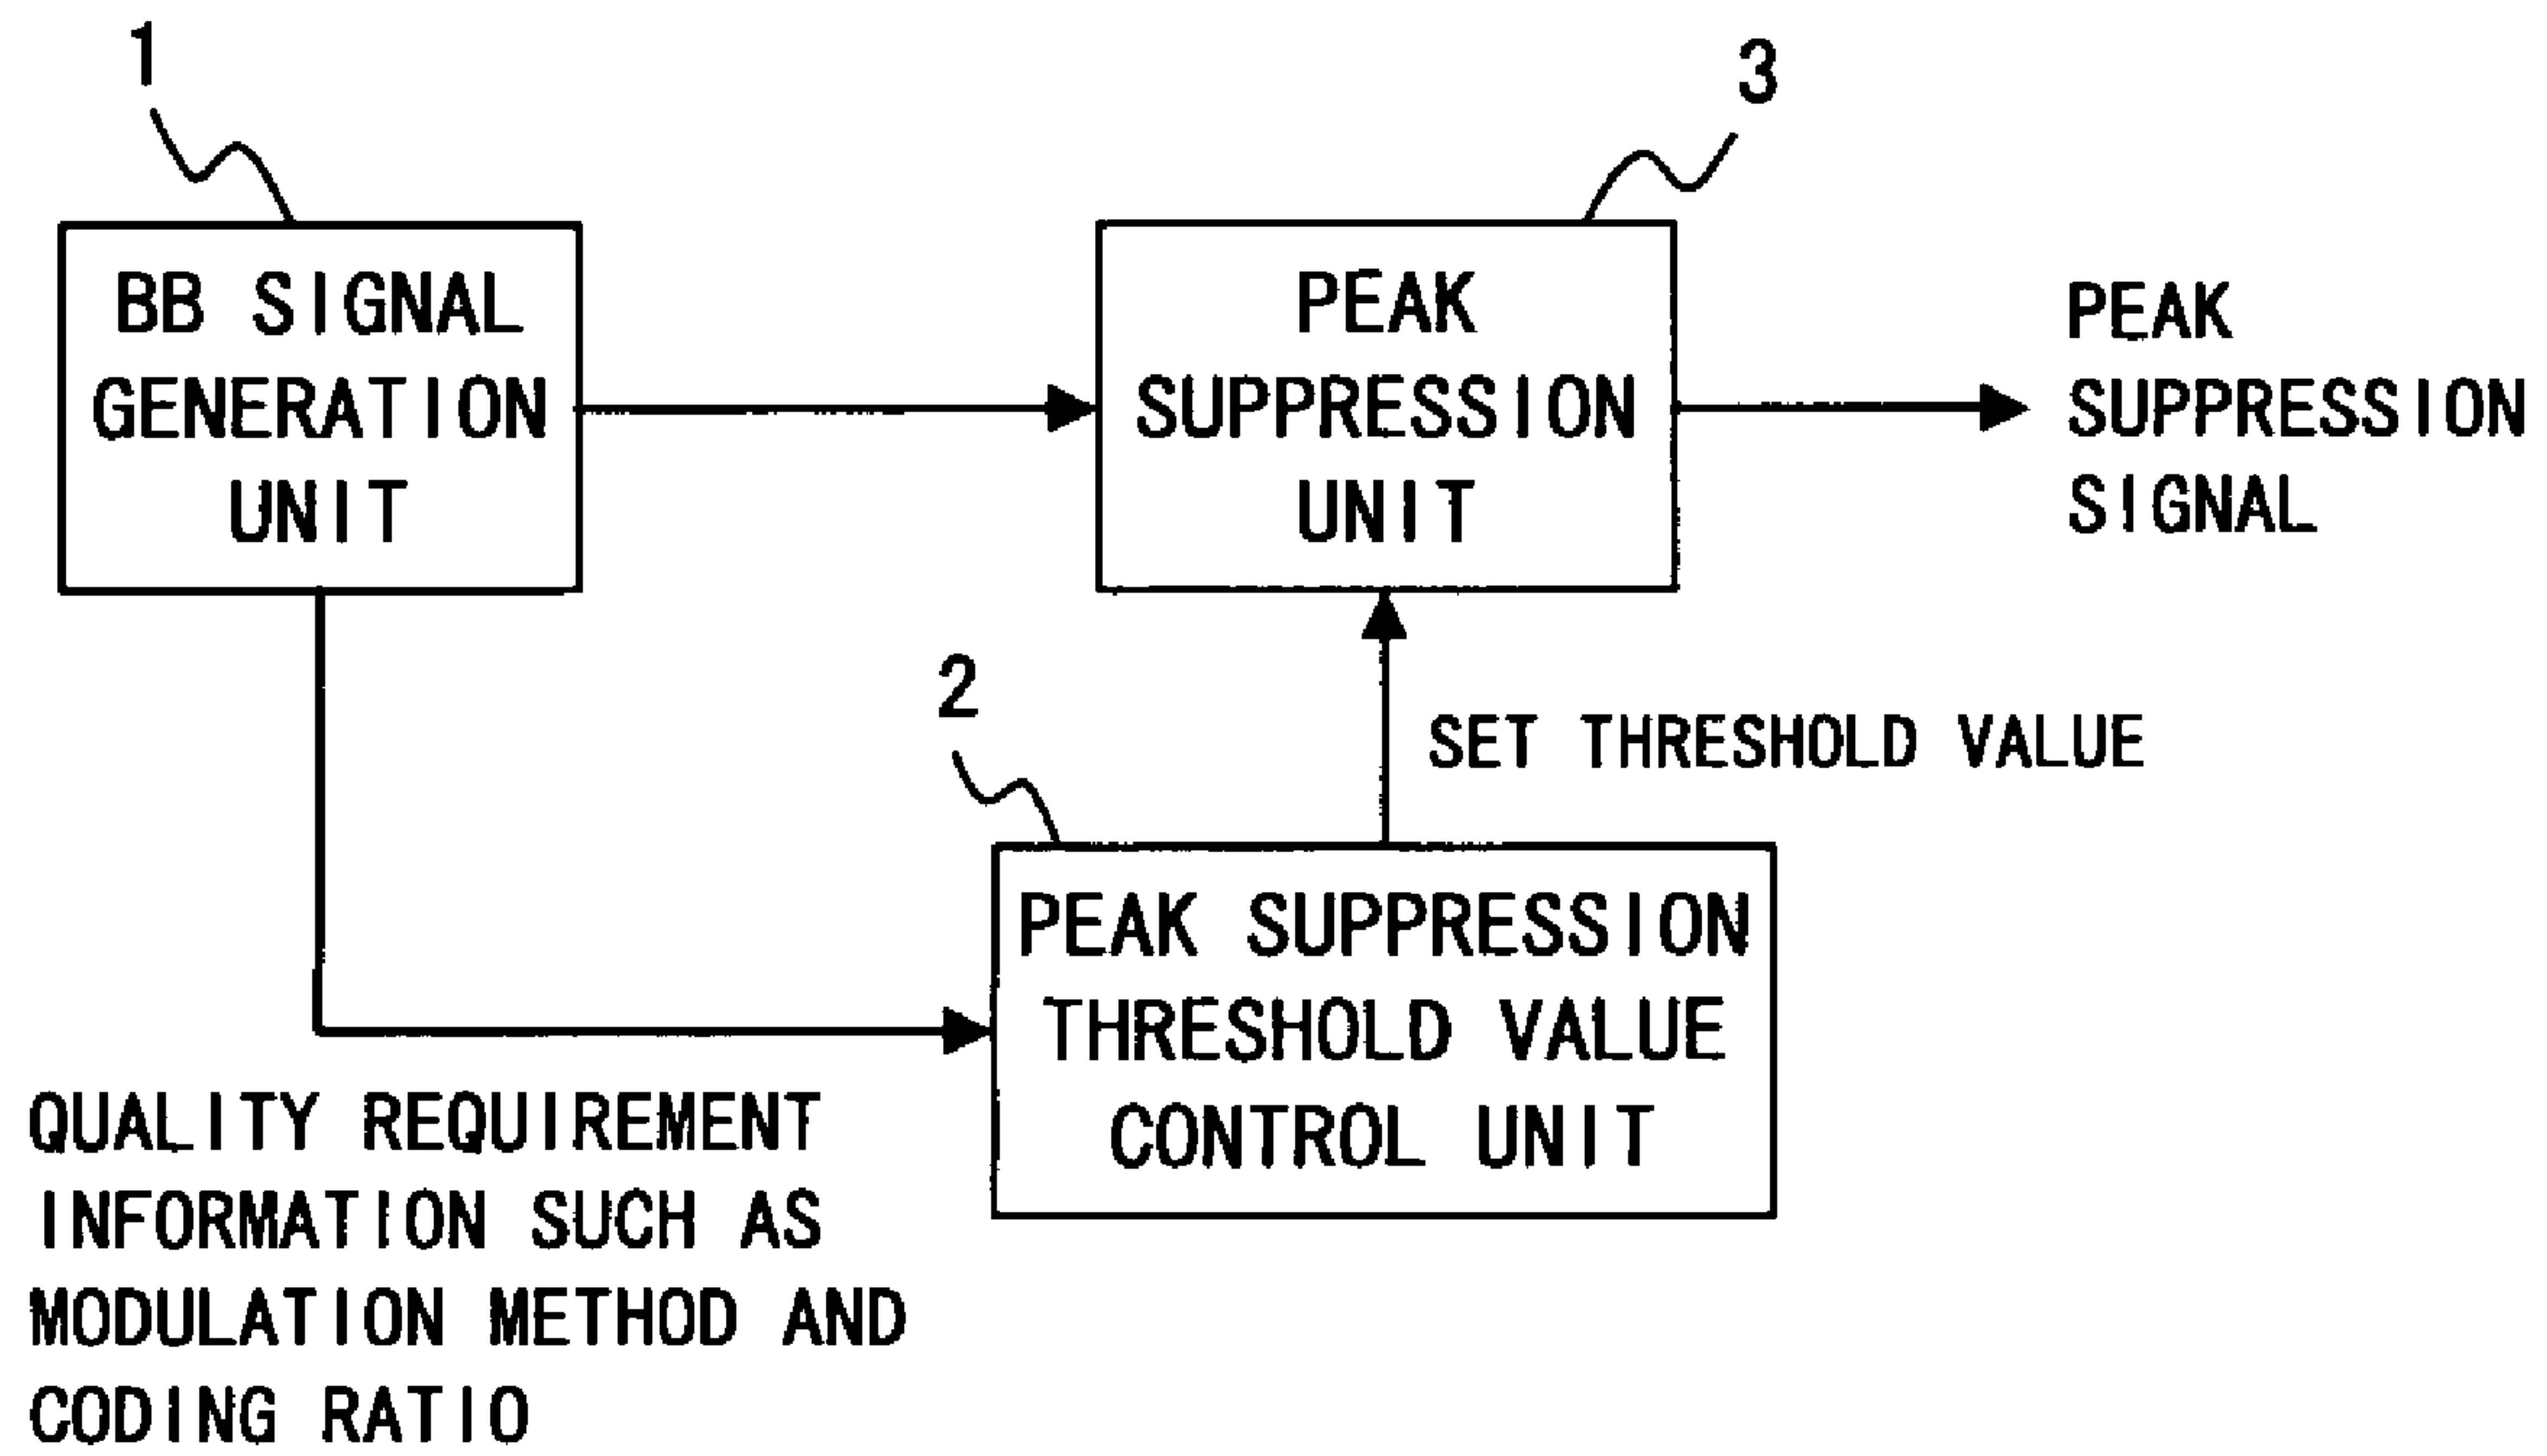 1
3
BB SIGNAL
GENERATION
UNIT
PEAK
SUPPRESSION
UNIT
PEAK
SUPPRESSION
SIGNAL
2
SET THRESHOLD VALUE
PEAK SUPPRESSION
THRESHOLD VALUE
CONTROL UNIT
QUALITY REQUIREMENT
INFORMATION SUCH AS
MODULATION METHOD AND
CODING RATIO